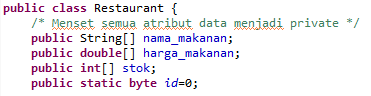 public class Restaurant {
/* Menset semua atribut data menjadi private */
public String[] nama_makanan;
public double[] harga_makanan;
public int[] stok;
public static byte id=0;